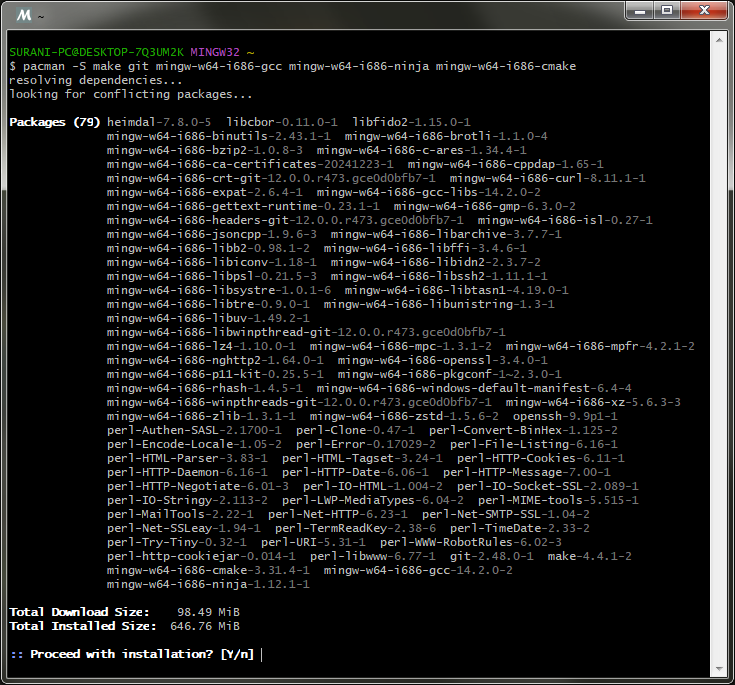 M ~
SURANI-PC@DESKTOP-7Q3UM2K MINGW32 ~
$ pacman -S make git mingw-w64-i686-gcc mingw-w64-i686-ninja mingw-w64-i686-cmake
resolving dependencies...
looking for conflicting packages...
Packages (79) heimdal-7.8.0-5 libcbor-0.11.0-1 libfido2-1.15.0-1
mingw-w64-i686-binutils-2.43.1-1 mingw-w64-i686-brotli-1.1.0-4
mingw-w64-i686-bzip2-1.0.8-3 mingw-w64-i686-c-ares-1.34.4-1
mingw-w64-i686-ca-certificates-20241223-1 mingw-w64-i686-cppdap-1.65-1
mingw-w64-i686-crt-git-12.0.0.r473.gce0d0bfb7-1 mingw-w64-i686-curl-8.11.1-1
mingw-w64-i686-expat-2.6.4-1 mingw-w64-i686-gcc-libs-14.2.0-2
mingw-w64-i686-gettext-runtime-0.23.1-1 mingw-w64-i686-gmp-6.3.0-2
mingw-w64-i686-headers-git-12.0.0.r473.gce0d0bfb7-1 mingw-w64-i686-isl-0.27-1
mingw-w64-i686-jsoncpp-1.9.6-3 mingw-w64-i686-libarchive-3.7.7-1
mingw-w64-i686-libb2-0.98.1-2 mingw-w64-i686-libffi-3.4.6-1
mingw-w64-i686-libiconv-1.18-1 mingw-w64-i686-libidn2-2.3.7-2
mingw-w64-i686-libpsl-0.21.5-3 mingw-w64-i686-libssh2-1.11.1-1
mingw-w64-i686-libsystre-1.0.1-6 mingw-w64-i686-libtasn1-4.19.0-1
mingw-w64-i686-libtre-0.9.0-1 mingw-w64-i686-libunistring-1.3-1
mingw-w64-i686-libuv-1.49.2-1
mingw-w64-i686-libwinpthread-git-12.0.0.r473.gce0d0bfb7-1
mingw-w64-i686-lz4-1.10.0-1 mingw-w64-i686-mpc-1.3.1-2 mingw-w64-i686-mpfr-4.2.1-2
mingw-w64-i686-nghttp2-1.64.0-1 mingw-w64-i686-openssl-3.4.0-1
mingw-w64-i686-p11-kit-0.25.5-1 mingw-w64-i686-pkgconf-1~2.3.0-1
mingw-w64-i686-rhash-1.4.5-1 mingw-w64-i686-windows-default-manifest-6.4-4
mingw-w64-i686-winpthreads-git-12.0.0.r473.gce0d0bfb7-1 mingw-w64-i686-xz-5.6.3-3
mingw-w64-i686-zlib-1.3.1-1 mingw-w64-i686-zstd-1.5.6-2 openssh-9.9p1-1
perl-Authen-SASL-2.1700-1 perl-Clone-0.47-1 perl-Convert-BinHex-1.125-2
perl-Encode-Locale-1.05-2 perl-Error-0.17029-2 perl-File-Listing-6.16-1
perl-HTML-Parser-3.83-1 perl-HTML-Tagset-3.24-1 perl-HTTP-Cookies-6.11-1
perl-HTTP-Daemon-6.16-1 perl-HTTP-Date-6.06-1 perl-HTTP-Message-7.00-1
perl-HTTP-Negotiate-6.01-3 perl-IO-HTML-1.004-2 perl-IO-Socket-SSL-2.089-1
perl-IO-Stringy-2.113-2 perl-LWP-MediaTypes-6.04-2 perl-MIME-tools-5.515-1
perl-MailTools-2.22-1 perl-Net-HTTP-6.23-1 perl-Net-SMTP-SSL-1.04-2
perl-Net-SSLeay-1.94-1 perl-TermReadKey-2.38-6 perl-TimeDate-2.33-2
perl-Try-Tiny-0.32-1 perl-URI-5.31-1 perl-WWW-RobotRules-6.02-3
perl-http-cookiejar-0.014-1 perl-libwww-6.77-1 git-2.48.0-1 make-4.4.1-2
mingw-w64-i686-cmake-3.31.4-1 mingw-w64-i686-gcc-14.2.0-2
mingw-w64-i686-ninja-1.12.1-1
Total Download Size: 98.49 MiB
Total Installed Size: 646.76 MiB
:: Proceed with installation? [Y/n]